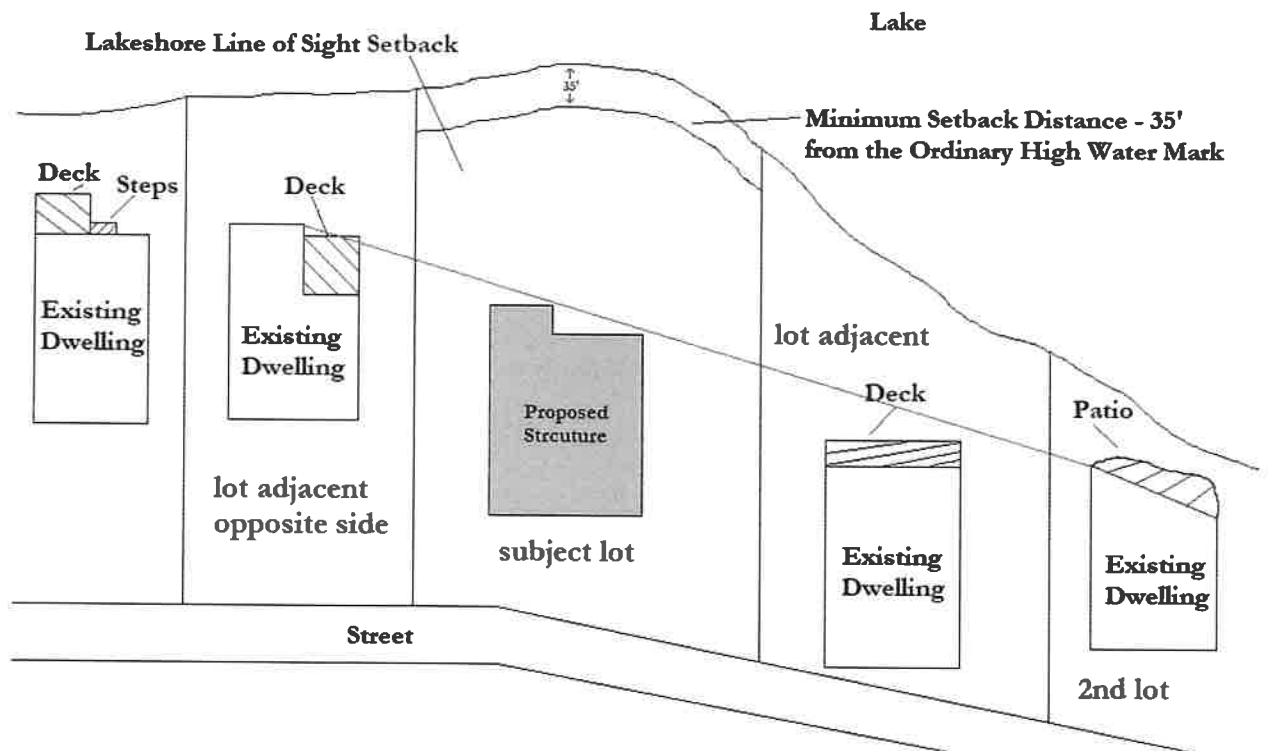 Lake
Lakeshore Line of Sight Setback
35'
Minimum Setback Distance - 35'
from the Ordinary High Water Mark
Deck
Steps
Deck
Existing
Dwelling
Existing
Dwelling
lot adjacent
Deck
Patio
Proposed
Strcuture
lot adjacent
opposite side
subject lot
Existing
Dwelling
Existing
Dwelling
Street
2nd lot